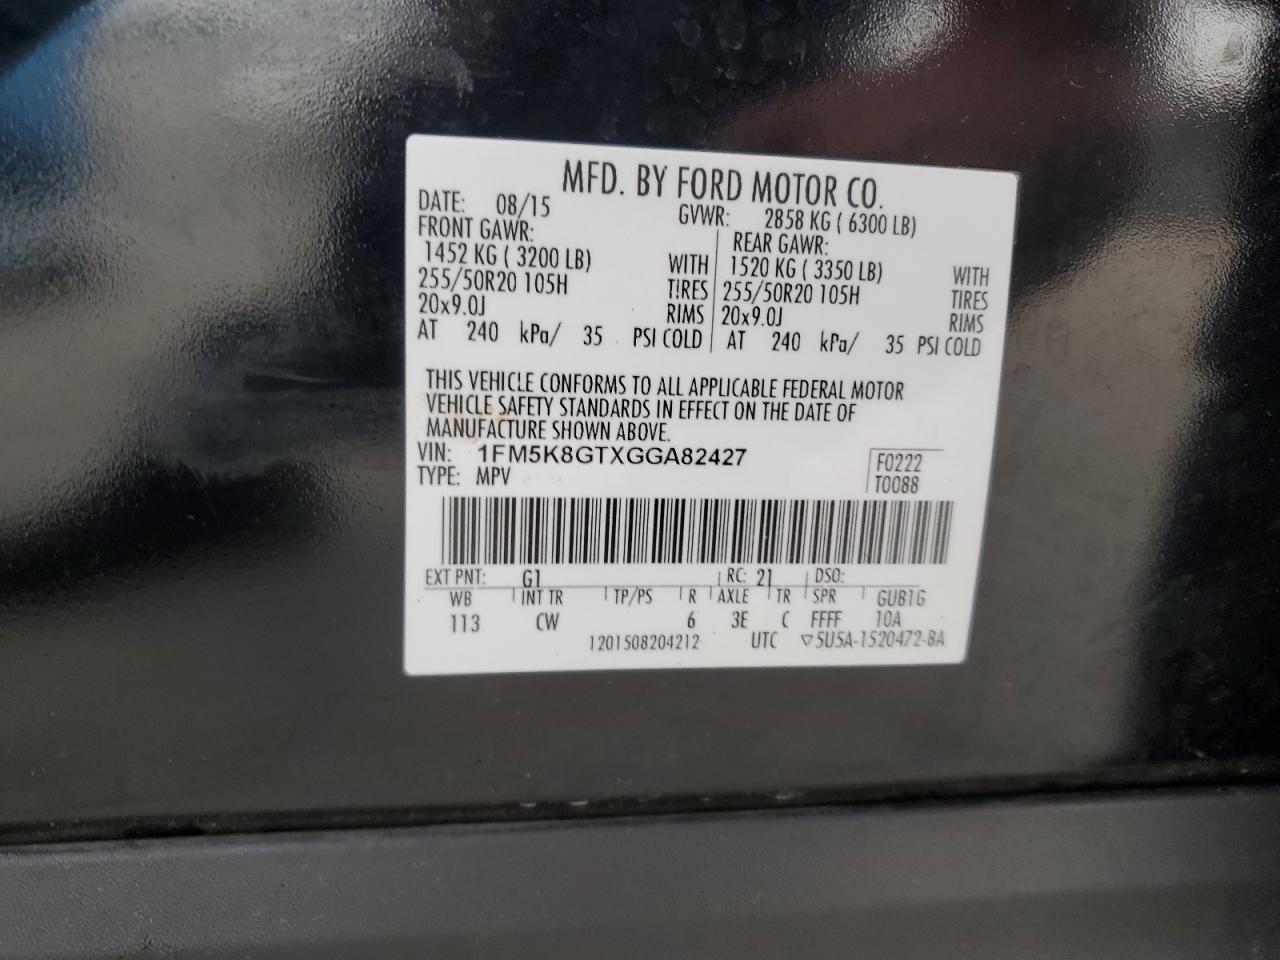 MFD. BY FORD MOTOR CO.
DATE: 08/15 GVWR: 2858 KG ( 6300 LB)
FRONT GAWR: REAR GAWR:
1452 KG ( 3200 LB) WITH 1520 KG ( 3350 LB) WITH
255/50R20 105H TIRES 255/50R20 105H TIRES
20x9.0J RIMS 20x9.0J RIMS
AT 240 kPa/ 35 PSI COLD AT 240 kPa/ 35 PSI COLD
THIS VEHICLE CONFORMS TO ALL APPLICABLE FEDERAL MOTOR
VEHICLE SAFETY STANDARDS IN EFFECT ON THE DATE OF
MANUFACTURE SHOWN ABOVE.
VIN: 1FM5K8GTXGGA82427 F0222
TYPE: MPV T0088
EXT PNT: G1 RC: 21 DSO:
WB INT TR TP/PS R AXLE TR SPR GUB1G
113 CW 6 3E C FFFF 10A
1201508204212 UTC ▽5U5A-1520472-BA